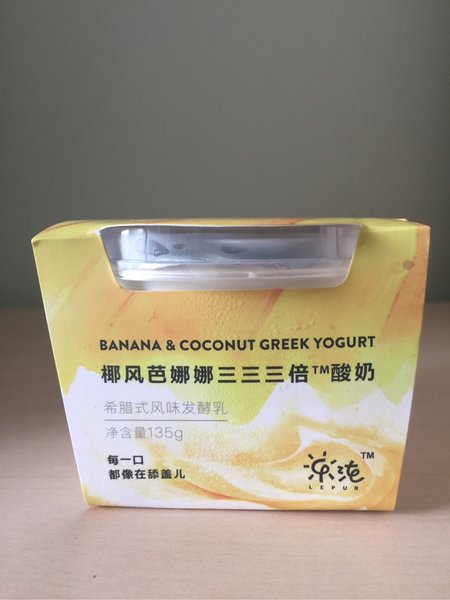 BANANA & COCONUT GREEK YOGURT
椰风芭娜娜三三三倍™酸奶
希腊式风味发酵乳
净含量135g
每一口
都像在舔盖儿
乐纯™
LEPUR